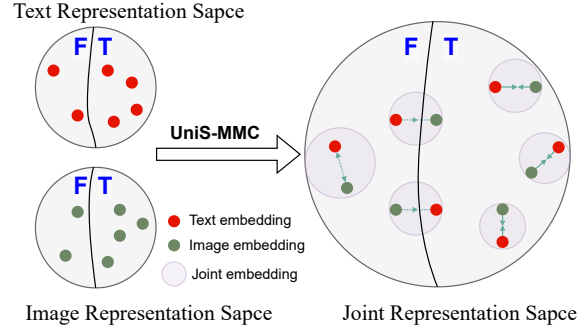 Text Representation Sapce
F T
F T
UniS-MMC
F T
Text embedding
Image embedding
Joint embedding
Image Representation Sapce
Joint Representation Sapce